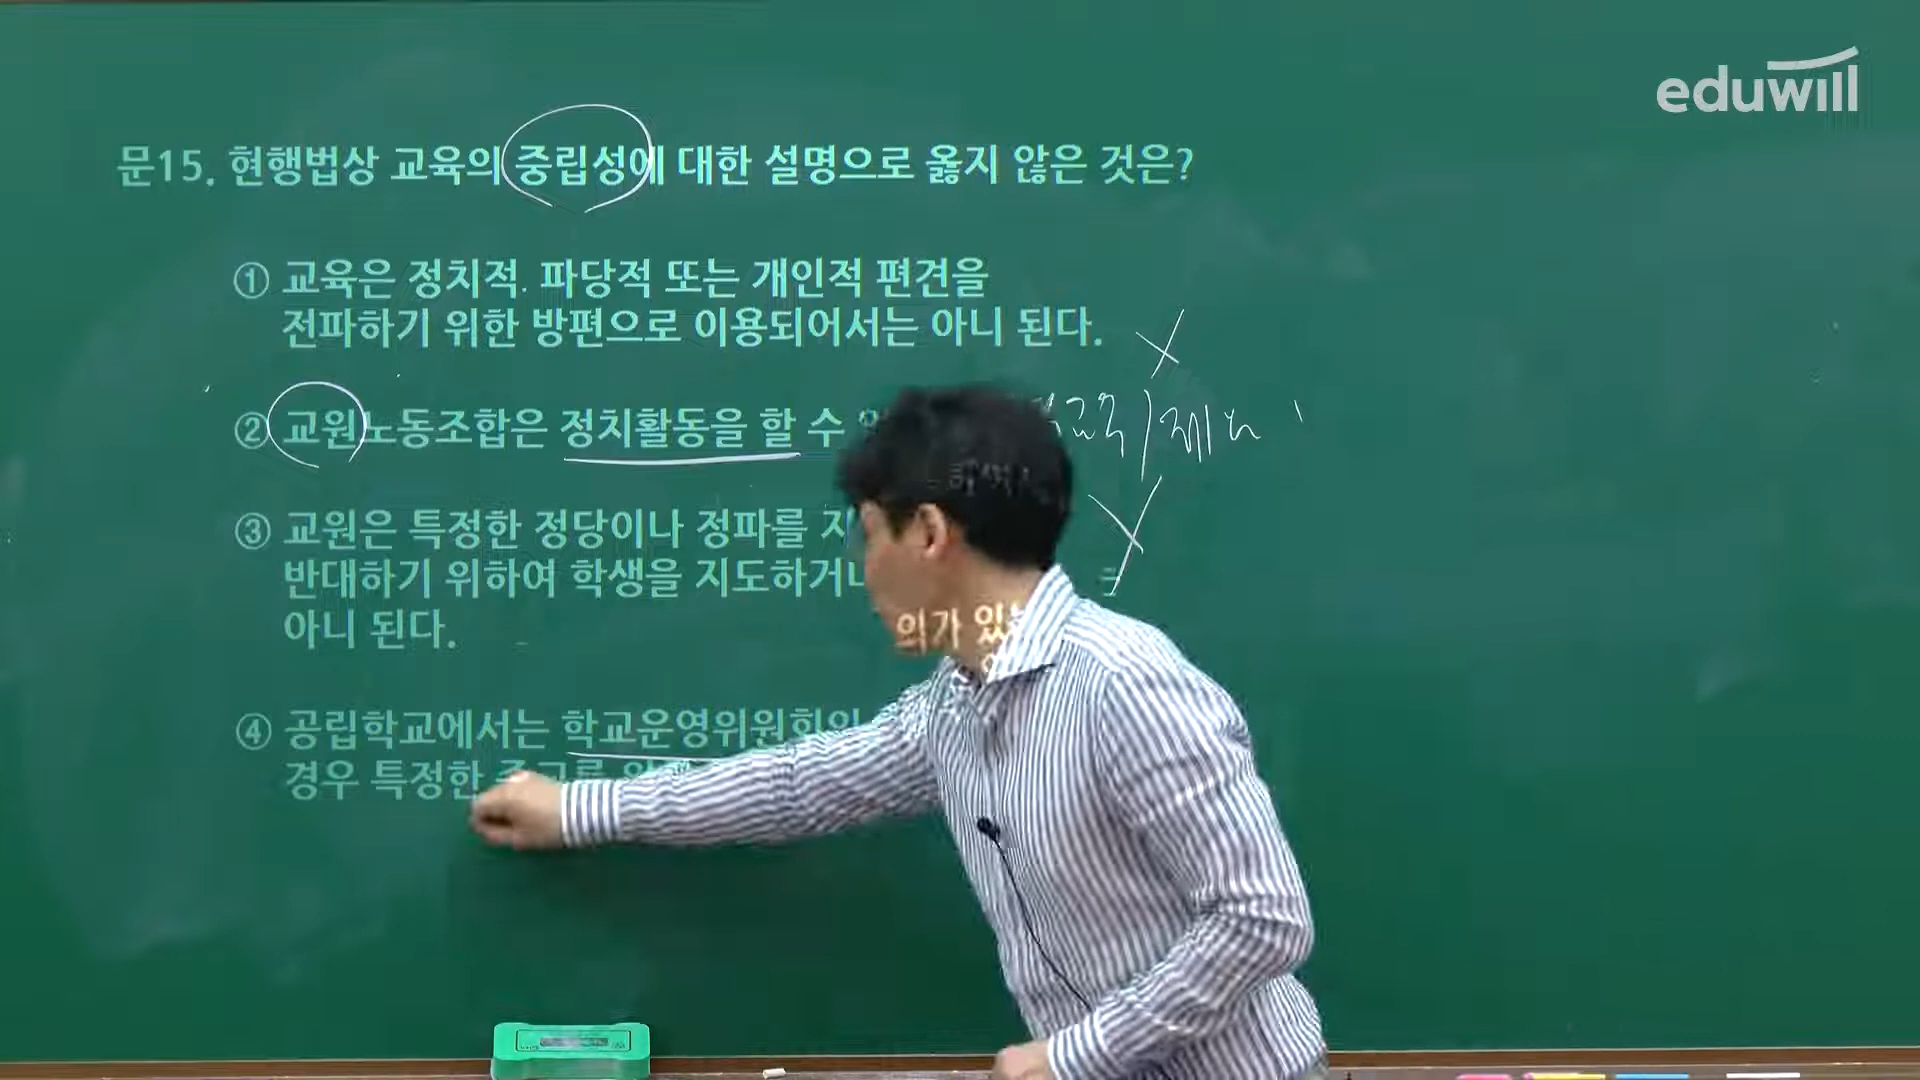 eduwill
문15. 현행법상 교육의 중립성에 대한 설명으로 옳지 않은 것은?
① 교육은 정치적. 파당적 또는 개인적 편견을
전파하기 위한 방편으로 이용되어서는 아니 된다.
② 교원노동조합은 정치활동을 할 수
③ 교원은 특정한 정당이나 정파를
반대하기 위하여 학생을 지도하거나
의가
아니 된다.
④ 공립학교에서는 학교운영위원회의
경우 특정한